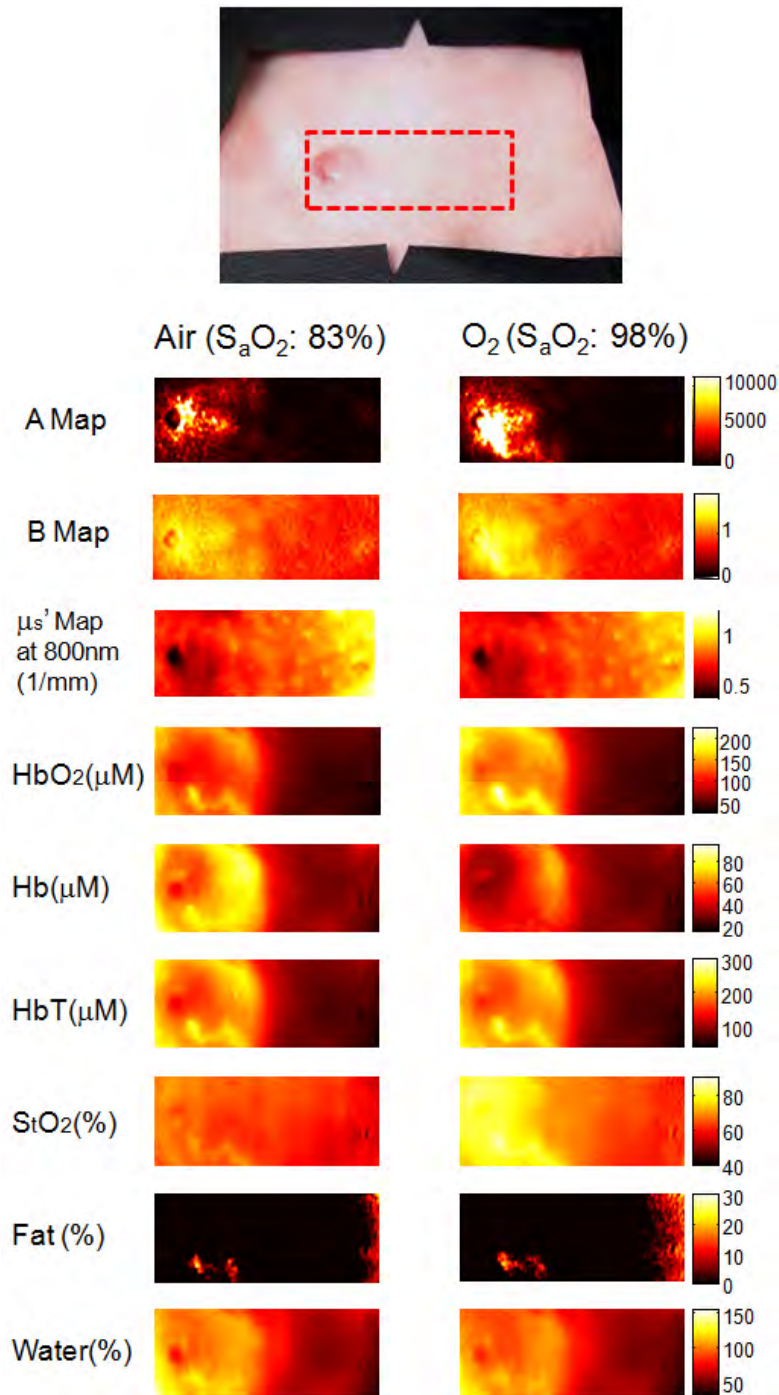 Air (SaO2: 83%)
O2 (SaO2: 98%)
A Map
10000
5000
0
B Map
1
0
μs' Map
at 800nm
(1/mm)
1
0.5
HbO2(μM)
200
150
100
50
Hb(μM)
80
60
40
20
HbT(μM)
300
200
100
StO2(%)
80
60
40
Fat (%)
30
20
10
0
Water(%)
150
100
50